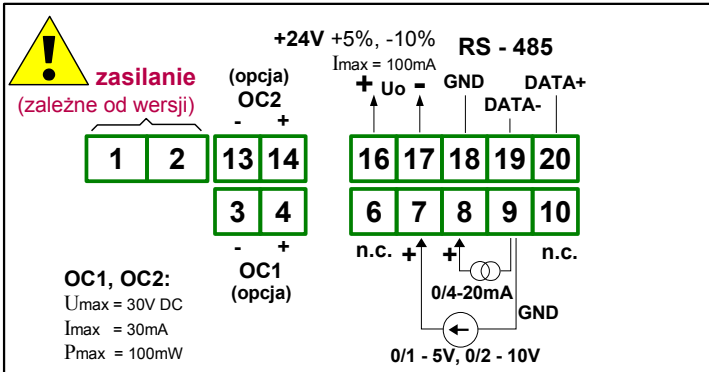 +24V +5%, -10%
RS - 485
!
zasilanie
(zależne od wersji)
(opcja)
OC2
- +
Imax = 100mA
+ Uo -
GND
DATA-
DATA+
1 2 13 14 16 17 18 19 20
3 4 6 7 8 9 10
- +
OC1
(opcja)
n.c. + + n.c.
0/4-20mA
GND
0/1 - 5V, 0/2 - 10V
OC1, OC2:
Umax = 30V DC
Imax = 30mA
Pmax = 100mW